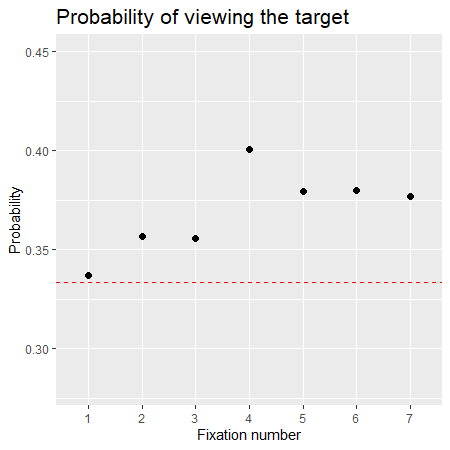 Probability of viewing the target
0.45
0.40
0.35
0.30
Probability
1 2 3 4 5 6 7
Fixation number